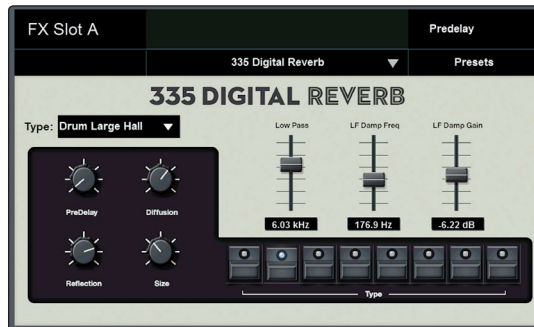 FX Slot A
Predelay
335 Digital Reverb
Presets
335 DIGITAL REVERB
Type: Drum Large Hall
Low Pass
LF Damp Freq
LF Damp Gain
PreDelay
Diffusion
6.03 kHz
176.9 Hz
-6.22 dB
Reflection
Size
Type